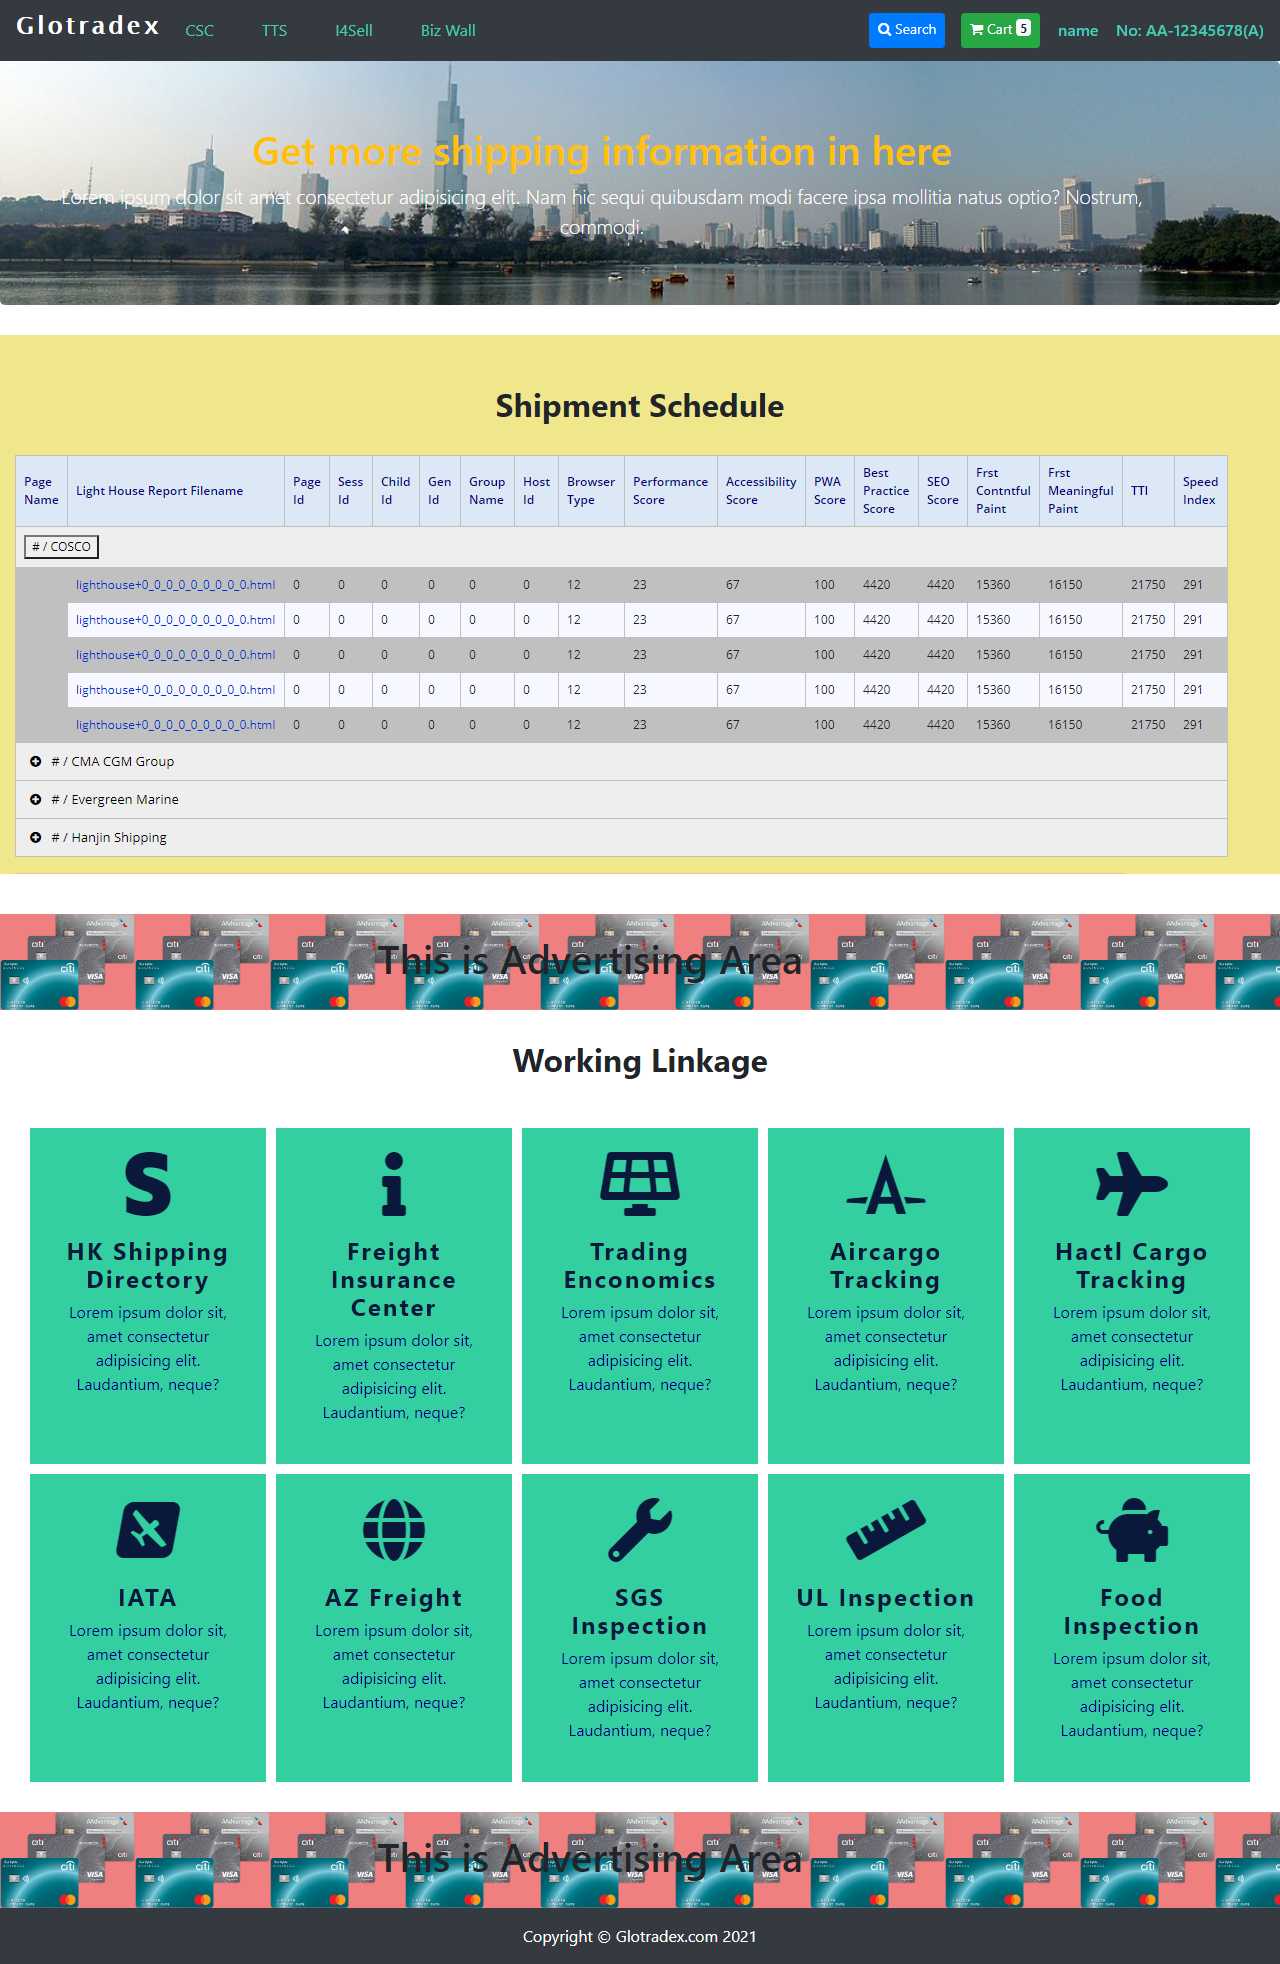 Glotradex CSC TTS I4Sell Biz Wall Search Cart 5 name No: AA-12345678(A)
Get more shipping information in here
Lorem ipsum dolor sit amet consectetur adipisicing elit. Nam hic sequi quibusdam modi facere ipsa mollitia natus optio? Nostrum,
commodi.
Shipment Schedule
Page Name Light House Report Filename Page Id Sess Id Child Id Gen Id Group Name Host Id Browser Type Performance Score Accessibility Score PWA Score Best Practice Score SEO Score Frst Contntful Paint Frst Meaningful Paint TTI Speed Index
# / COSCO
lighthouse+0_0_0_0_0_0_0_0_0.html 0 0 0 0 0 0 12 23 67 100 4420 4420 15360 16150 21750 291
lighthouse+0_0_0_0_0_0_0_0_0.html 0 0 0 0 0 0 12 23 67 100 4420 4420 15360 16150 21750 291
lighthouse+0_0_0_0_0_0_0_0_0.html 0 0 0 0 0 0 12 23 67 100 4420 4420 15360 16150 21750 291
lighthouse+0_0_0_0_0_0_0_0_0.html 0 0 0 0 0 0 12 23 67 100 4420 4420 15360 16150 21750 291
lighthouse+0_0_0_0_0_0_0_0_0.html 0 0 0 0 0 0 12 23 67 100 4420 4420 15360 16150 21750 291
# / CMA CGM Group
# / Evergreen Marine
# / Hanjin Shipping
This is Advertising Area
Working Linkage
HK Shipping
Directory
Lorem ipsum dolor sit,
amet consectetur
adipisicing elit.
Laudantium, neque?
Freight
Insurance
Center
Lorem ipsum dolor sit,
amet consectetur
adipisicing elit.
Laudantium, neque?
Trading
Enconomics
Lorem ipsum dolor sit,
amet consectetur
adipisicing elit.
Laudantium, neque?
Aircargo
Tracking
Lorem ipsum dolor sit,
amet consectetur
adipisicing elit.
Laudantium, neque?
Hactl Cargo
Tracking
Lorem ipsum dolor sit,
amet consectetur
adipisicing elit.
Laudantium, neque?
IATA
Lorem ipsum dolor sit,
amet consectetur
adipisicing elit.
Laudantium, neque?
AZ Freight
Lorem ipsum dolor sit,
amet consectetur
adipisicing elit.
Laudantium, neque?
SGS
Inspection
Lorem ipsum dolor sit,
amet consectetur
adipisicing elit.
Laudantium, neque?
UL Inspection
Lorem ipsum dolor sit,
amet consectetur
adipisicing elit.
Laudantium, neque?
Food
Inspection
Lorem ipsum dolor sit,
amet consectetur
adipisicing elit.
Laudantium, neque?
This is Advertising Area
Copyright © Glotradex.com 2021